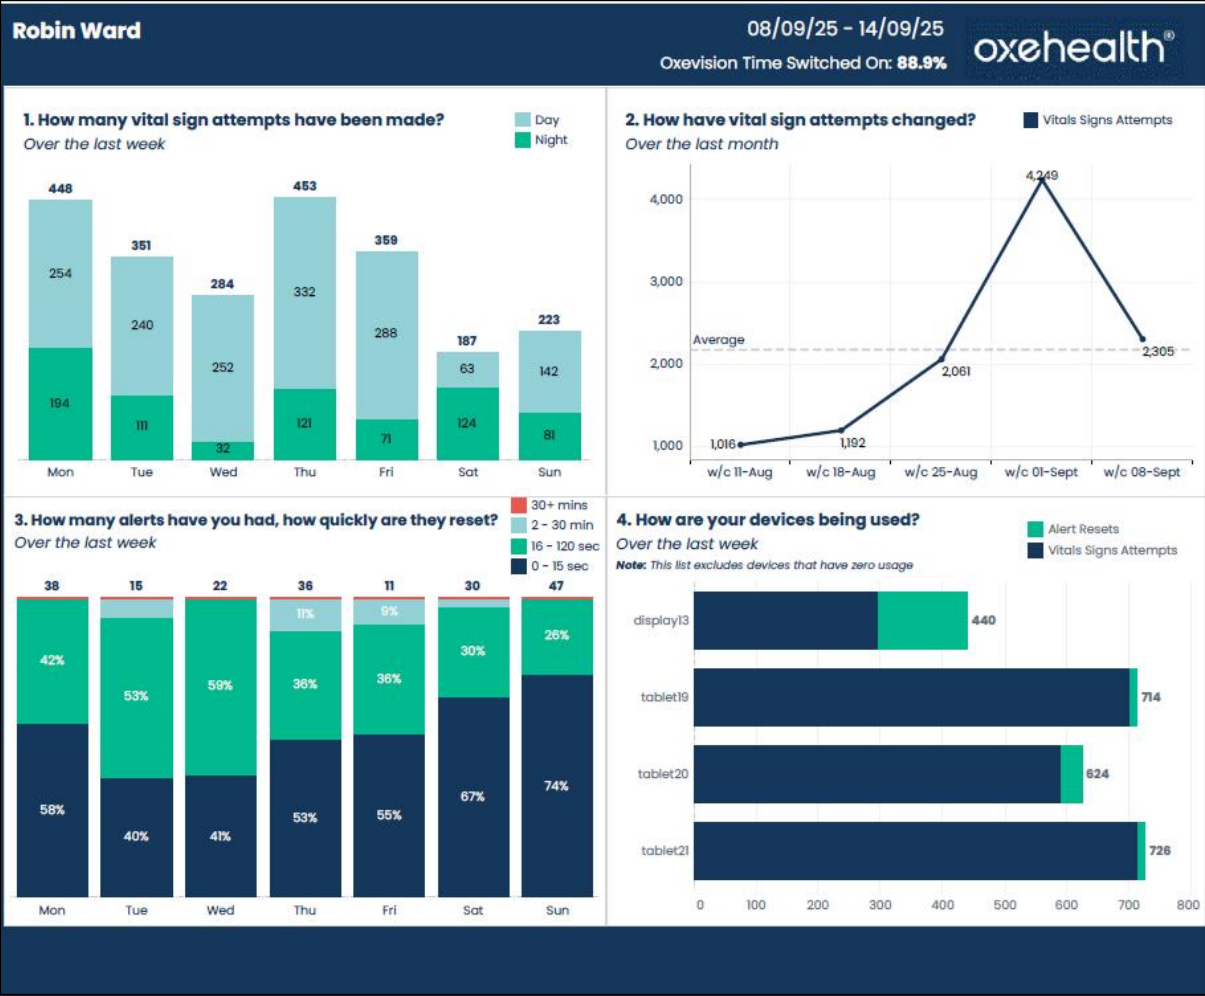 Robin Ward
08/09/25 - 14/09/25
Oxevision Time Switched On: 88.9%
oxehealth®
1. How many vital sign attempts have been made?
Over the last week
Day
Night
448
351
284
453
359
187
223
254
240
252
332
288
63
142
194
111
32
121
71
124
81
Mon
Tue
Wed
Thu
Fri
Sat
Sun
2. How have vital sign attempts changed?
Over the last month
Vitals Signs Attempts
4,000
3,000
2,000
1,000
Average
1,016
1,192
2,061
4,249
2,305
w/c 11-Aug
w/c 18-Aug
w/c 25-Aug
w/c 01-Sept
w/c 08-Sept
3. How many alerts have you had, how quickly are they reset?
Over the last week
30+ mins
2 - 30 min
16 - 120 sec
0 - 15 sec
38
15
22
36
11
30
47
11%
9%
42%
53%
59%
36%
36%
30%
26%
58%
40%
41%
53%
55%
67%
74%
Mon
Tue
Wed
Thu
Fri
Sat
Sun
4. How are your devices being used?
Over the last week
Note: This list excludes devices that have zero usage
Alert Resets
Vitals Signs Attempts
display13
440
tablet19
714
tablet20
624
tablet21
726
0
100
200
300
400
500
600
700
800